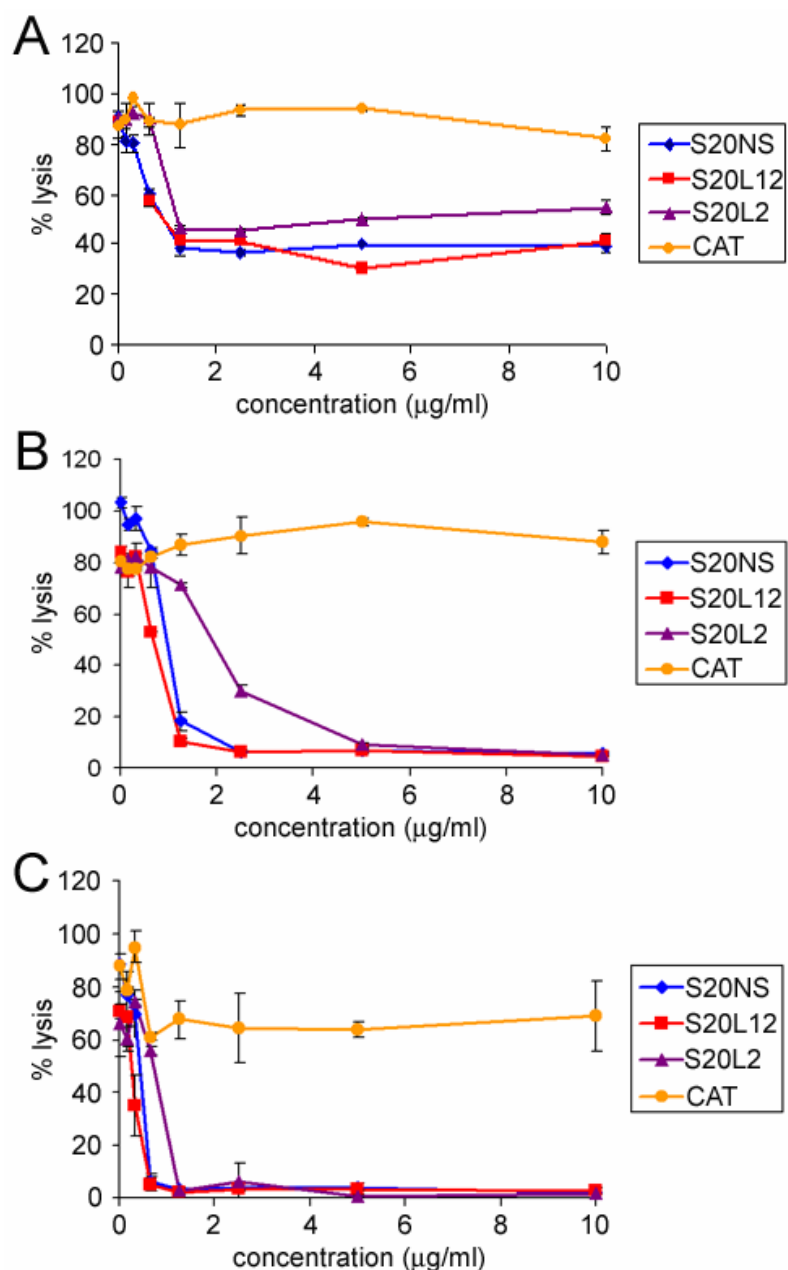 A
120
100
80
60
40
20
0
% lysis
0 2 4 6 8 10
concentration (μg/ml)
S20NS
S20L12
S20L2
CAT
B
120
100
80
60
40
20
0
% lysis
0 2 4 6 8 10
concentration (μg/ml)
S20NS
S20L12
S20L2
CAT
C
120
100
80
60
40
20
0
% lysis
0 2 4 6 8 10
concentration (μg/ml)
S20NS
S20L12
S20L2
CAT